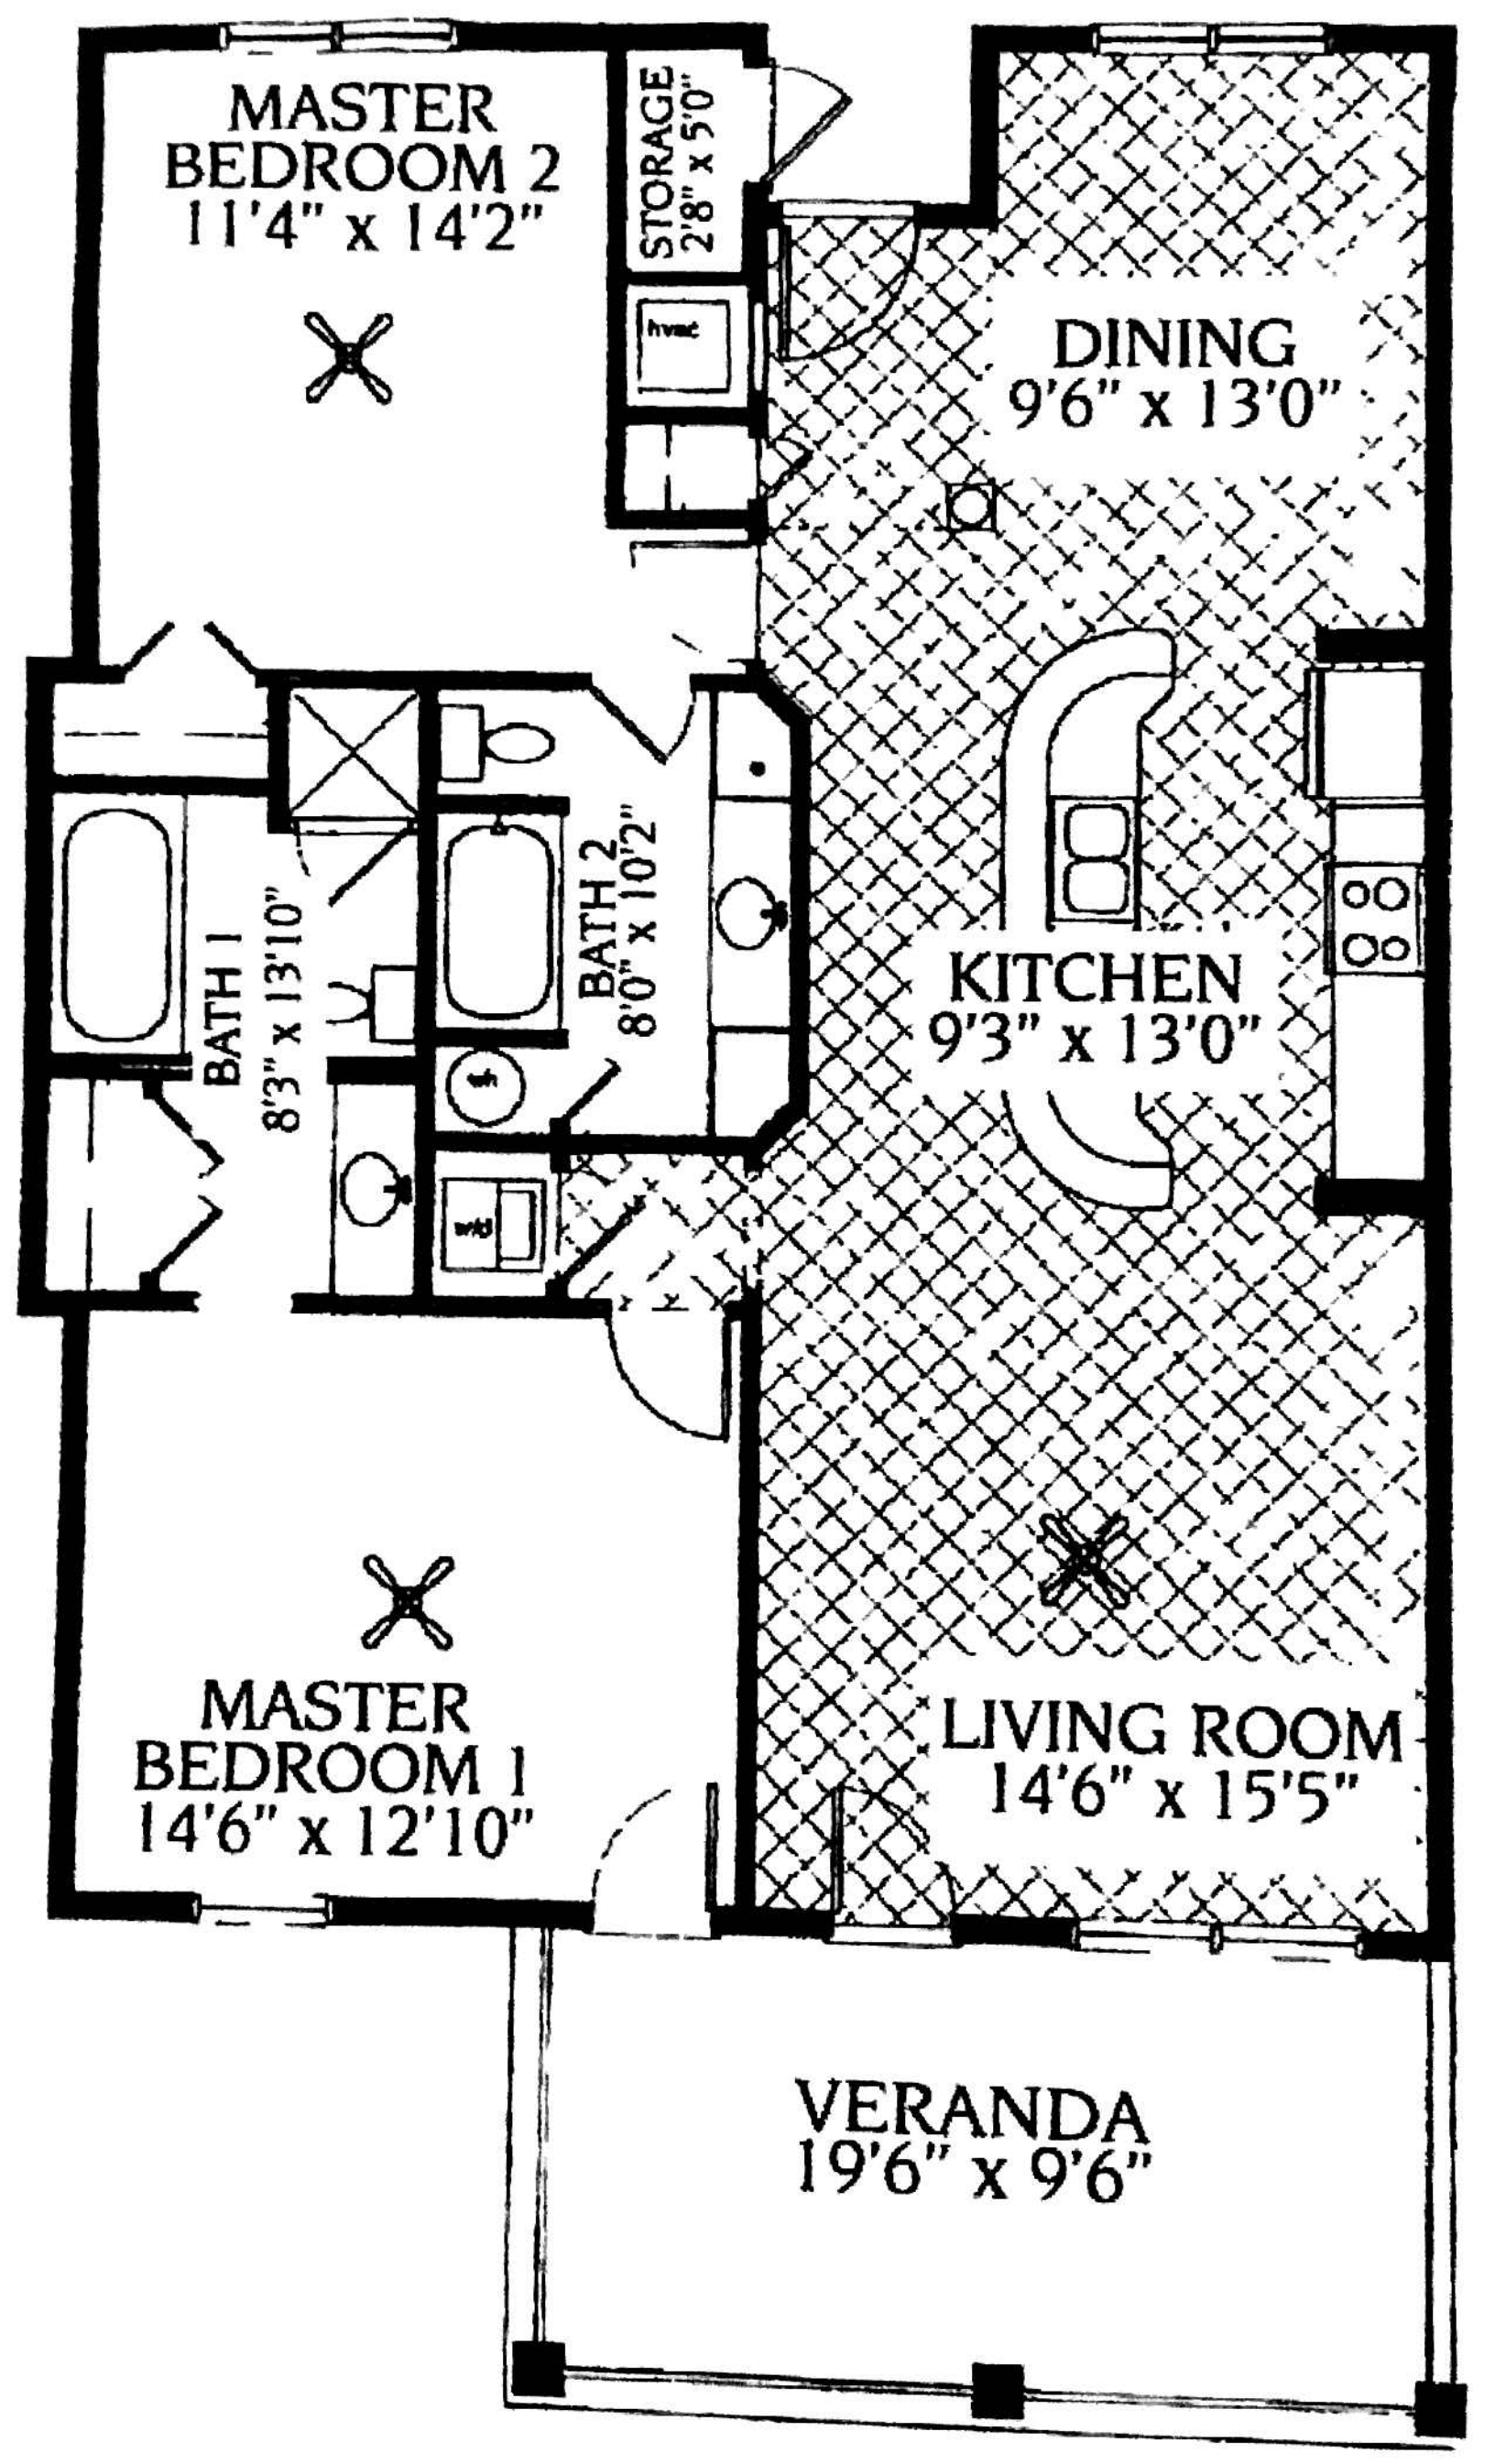 MASTER
BEDROOM 2
11'4" x 14'2"
STORAGE
2'8" x 5'0"
hvac
DINING
9'6" x 13'0"
BATH 1
8'3" x 13'10"
BATH 2
8'0" x 10'2"
KITCHEN
9'3" x 13'0"
wh
w/d
MASTER
BEDROOM 1
14'6" x 12'10"
LIVING ROOM
14'6" x 15'5"
VERANDA
19'6" x 9'6"